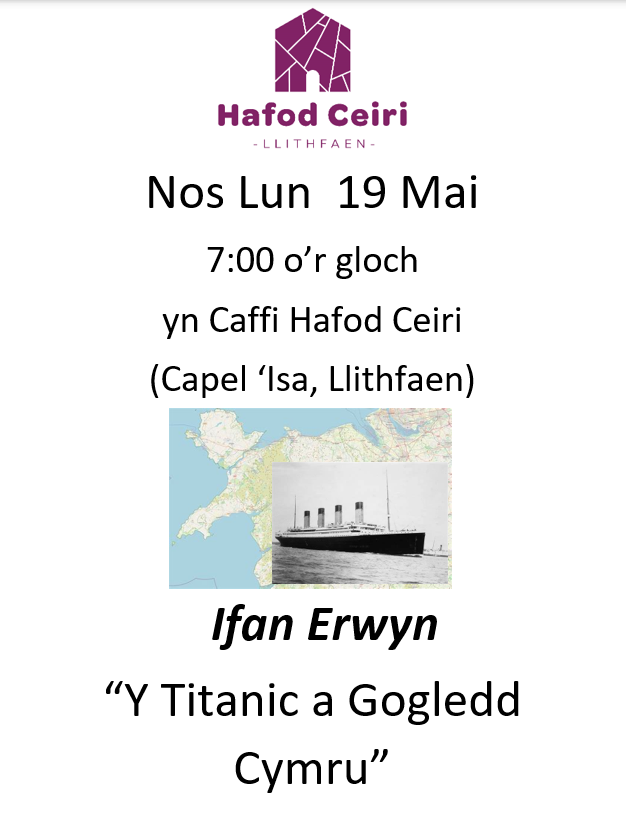 Hafod Ceiri
-LLITHFAEN-
Nos Lun  19 Mai
7:00 o’r gloch
yn Caffi Hafod Ceiri
(Capel ‘Isa, Llithfaen)
Ifan Erwyn
“Y Titanic a Gogledd
Cymru”